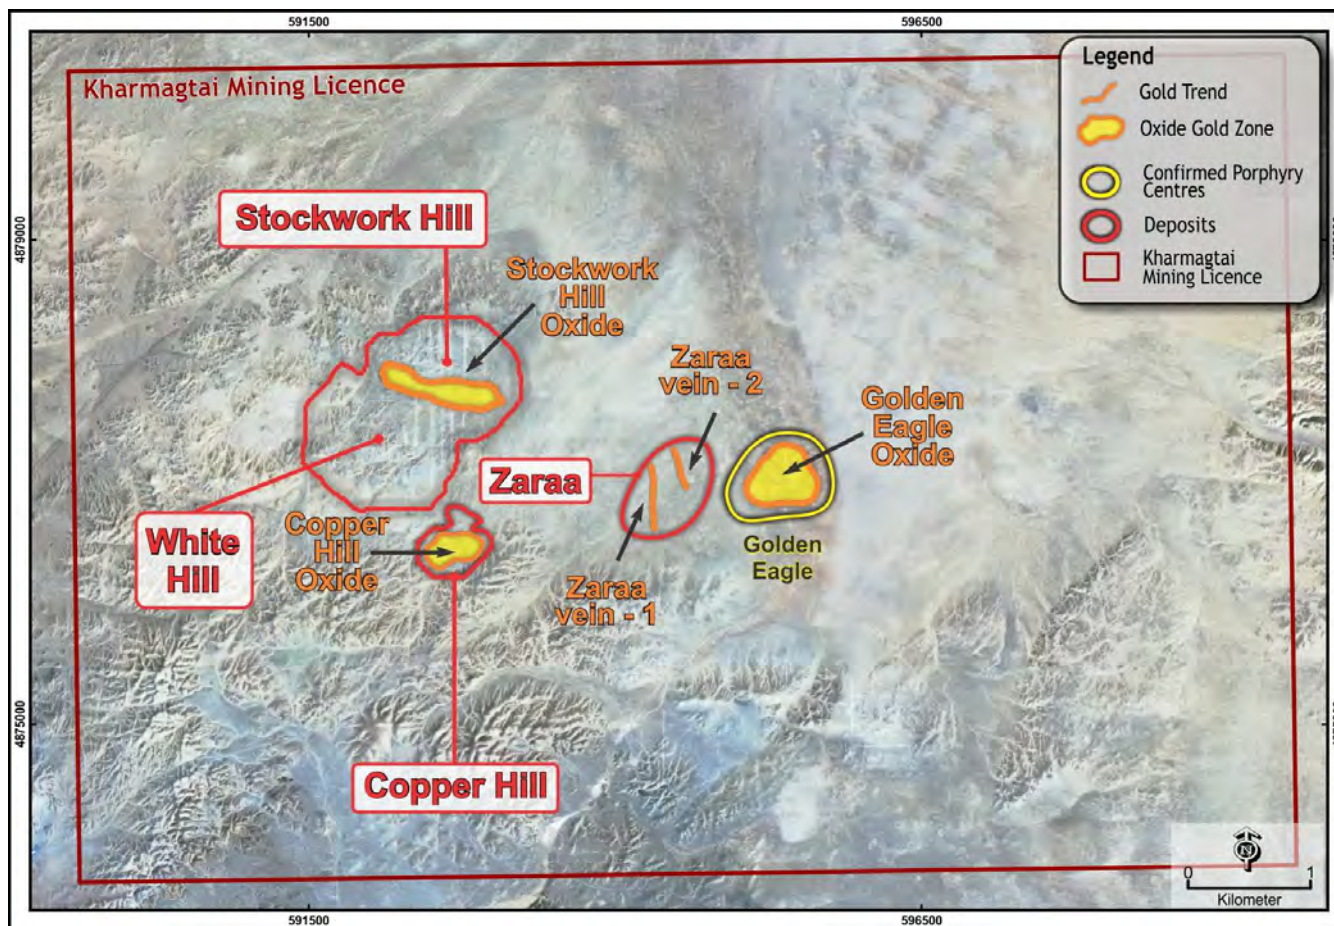 591500
596500
Kharmagtai Mining Licence
Legend
Gold Trend
Oxide Gold Zone
Confirmed Porphyry
Centres
Deposits
Kharmagtai
Mining Licence
4879000
Stockwork Hill
Stockwork
Hill
Oxide
Zaraa
vein - 2
Golden
Eagle
Oxide
Zaraa
White
Hill
Copper
Hill
Oxide
Golden
Eagle
Zaraa
vein - 1
4875000
Copper Hill
N
0 1
Kilometer
591500
596500